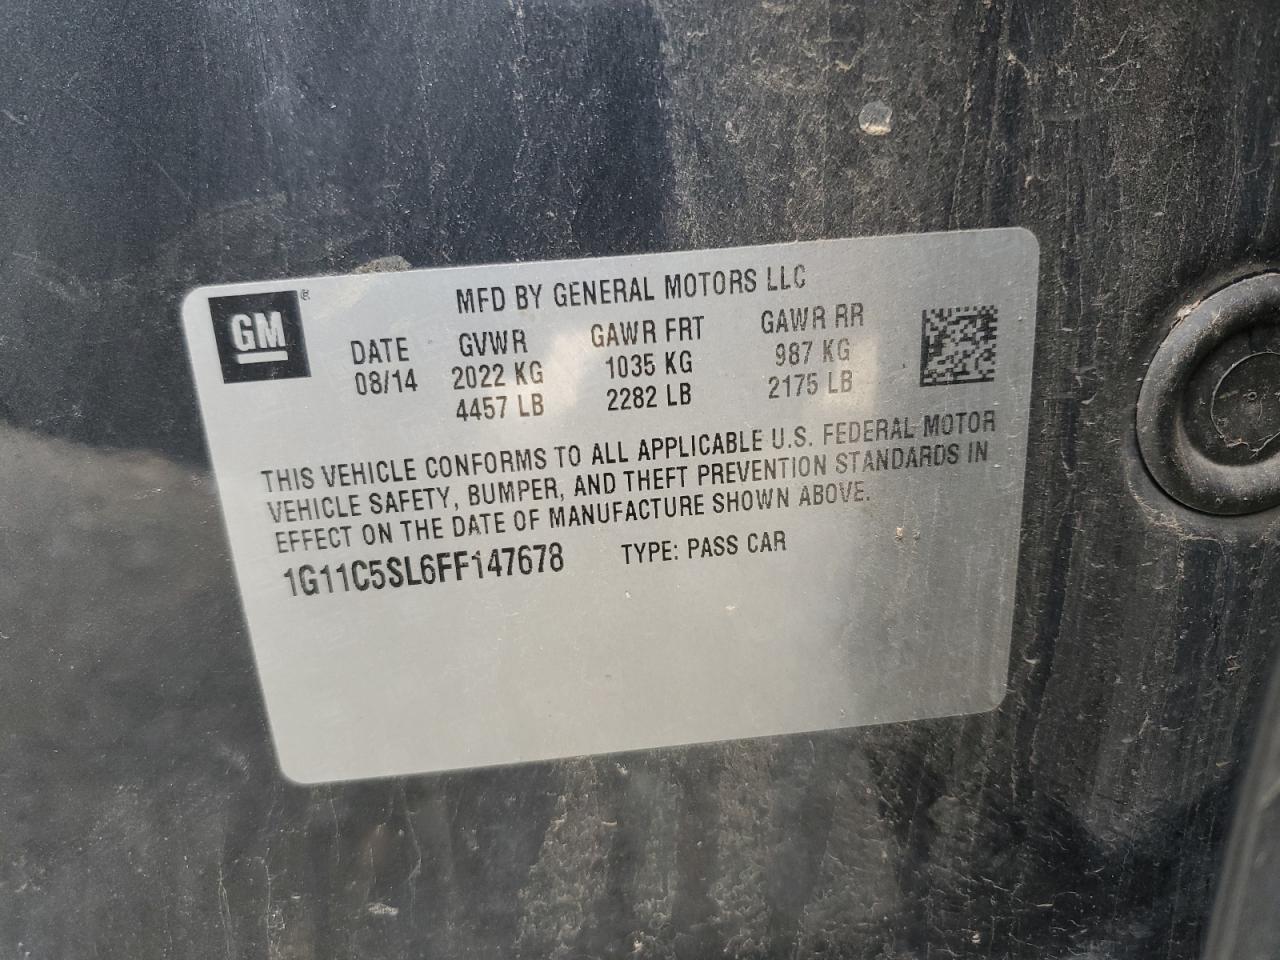 MFD BY GENERAL MOTORS LLC
GM ®
DATE GVWR GAWR FRT GAWR RR
08/14 2022 KG 1035 KG 987 KG
4457 LB 2282 LB 2175 LB
THIS VEHICLE CONFORMS TO ALL APPLICABLE U.S. FEDERAL MOTOR
VEHICLE SAFETY, BUMPER, AND THEFT PREVENTION STANDARDS IN
EFFECT ON THE DATE OF MANUFACTURE SHOWN ABOVE.
1G11C5SL6FF147678 TYPE: PASS CAR